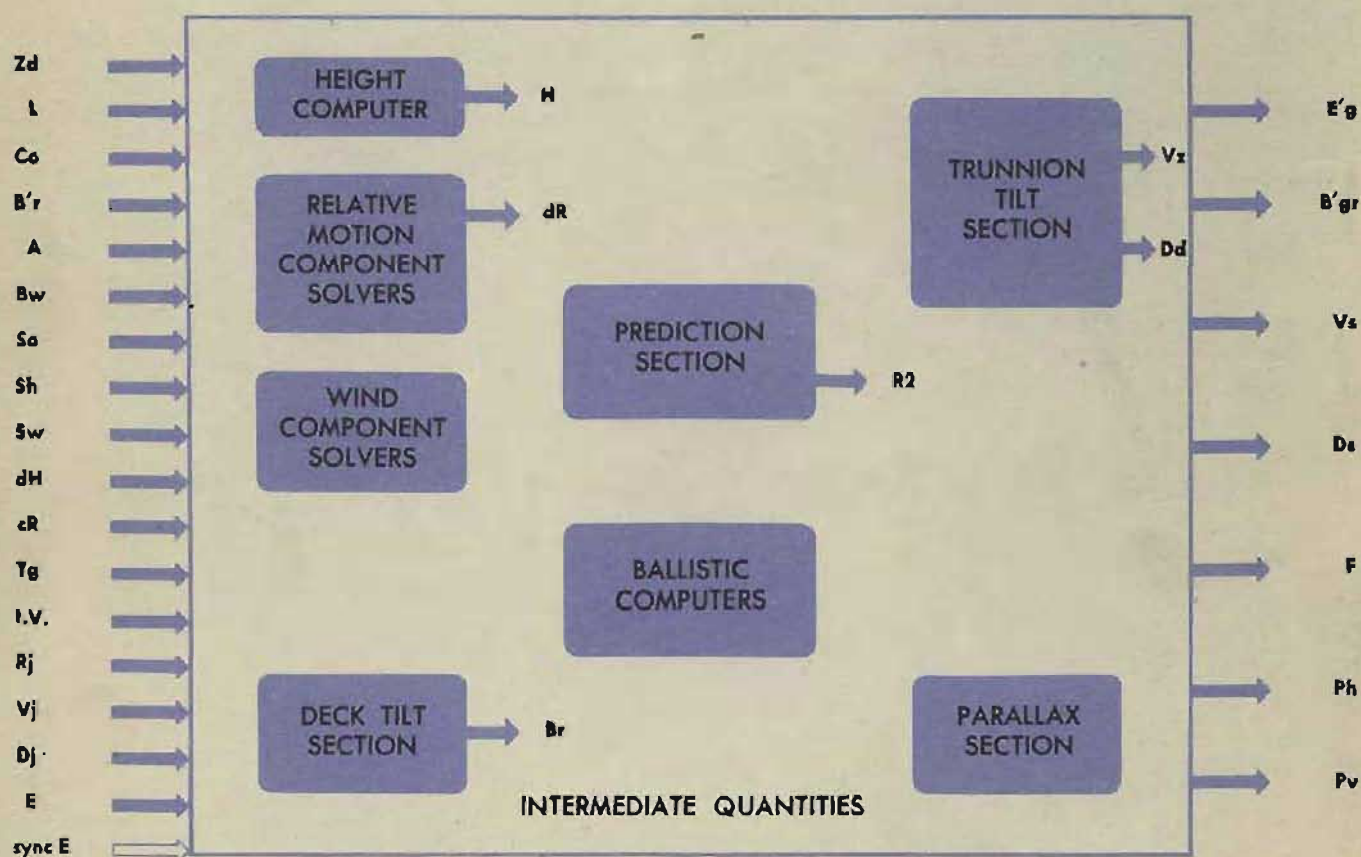 Zd
L
Co
B'r
A
Bw
So
Sh
Sw
dH
cR
Tg
I.V.
Rj
Vj
Dj
E
sync E
HEIGHT
COMPUTER
H
RELATIVE
MOTION
COMPONENT
SOLVERS
dR
WIND
COMPONENT
SOLVERS
DECK TILT
SECTION
Br
PREDICTION
SECTION
R2
BALLISTIC
COMPUTERS
INTERMEDIATE QUANTITIES
TRUNNION
TILT
SECTION
Vz
Dd
PARALLAX
SECTION
E'g
B'gr
Vs
Ds
F
Ph
Pv